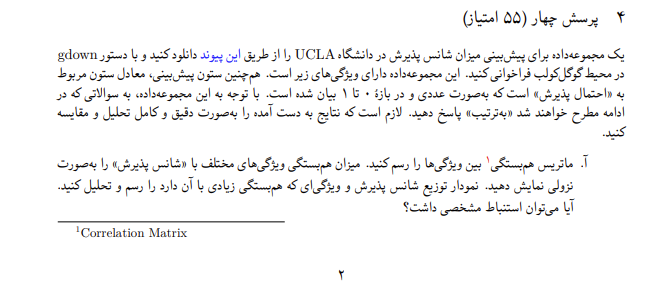 ۴ پرسش چهار (۵۵ امتیاز)
یک مجموعه‌داده برای پیش‌بینی میزان شانس پذیرش در دانشگاه UCLA را از طریق این پیوند دانلود کنید و با دستور gdown
در محیط گوگل‌کولب فراخوانی کنید. این مجموعه‌داده دارای ویژگی‌های زیر است. هم‌چنین ستون پیش‌بینی، معادل ستون مربوط
به «احتمال پذیرش» است که به‌صورت عددی و در بازهٔ ۰ تا ۱ بیان شده است. با توجه به این مجموعه‌داده، به سوالاتی که در
ادامه مطرح خواهند شد «به‌ترتیب» پاسخ دهید. لازم است که نتایج به دست آمده را به‌صورت دقیق و کامل تحلیل و مقایسه
کنید.
آ. ماتریس هم‌بستگی۱ بین ویژگی‌ها را رسم کنید. میزان هم‌بستگی ویژگی‌های مختلف با «شانس پذیرش» را به‌صورت
نزولی نمایش دهید. نمودار توزیع شانس پذیرش و ویژگی‌ای که هم‌بستگی زیادی با آن دارد را رسم و تحلیل کنید.
آیا می‌توان استنباط مشخصی داشت؟
1Correlation Matrix
۲